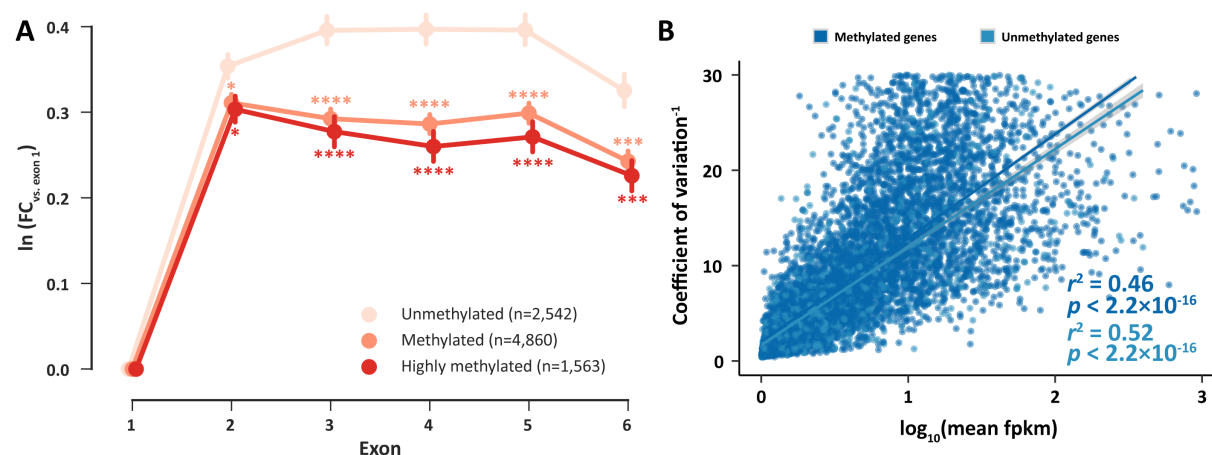 A
ln (FC vs. exon 1)
0.4
0.3
0.2
0.1
0.0
*
****
****
****
***
*
****
****
****
***
Unmethylated (n=2,542)
Methylated (n=4,860)
Highly methylated (n=1,563)
1 2 3 4 5 6
Exon
B
Methylated genes Unmethylated genes
Coefficient of variation⁻¹
30
20
10
0
r² = 0.46
p < 2.2×10⁻¹⁶
r² = 0.52
p < 2.2×10⁻¹⁶
0 1 2 3
log₁₀(mean fpkm)